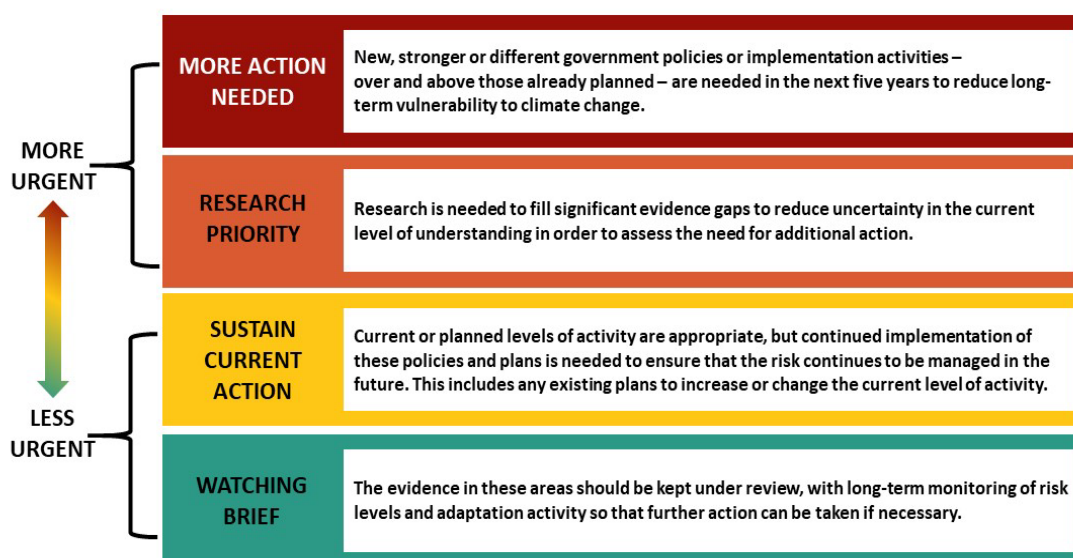 MORE
URGENT
LESS
URGENT
MORE ACTION
NEEDED
New, stronger or different government policies or implementation activities –
over and above those already planned – are needed in the next five years to reduce long-
term vulnerability to climate change.
RESEARCH
PRIORITY
Research is needed to fill significant evidence gaps to reduce uncertainty in the current
level of understanding in order to assess the need for additional action.
SUSTAIN
CURRENT
ACTION
Current or planned levels of activity are appropriate, but continued implementation of
these policies and plans is needed to ensure that the risk continues to be managed in the
future. This includes any existing plans to increase or change the current level of activity.
WATCHING
BRIEF
The evidence in these areas should be kept under review, with long-term monitoring of risk
levels and adaptation activity so that further action can be taken if necessary.